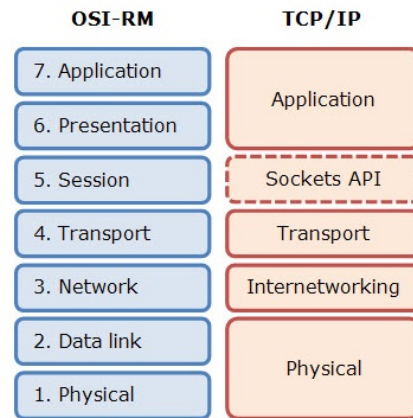 OSI-RM
TCP/IP
7. Application
6. Presentation
Application
5. Session
Sockets API
4. Transport
Transport
3. Network
Internetworking
2. Data link
1. Physical
Physical